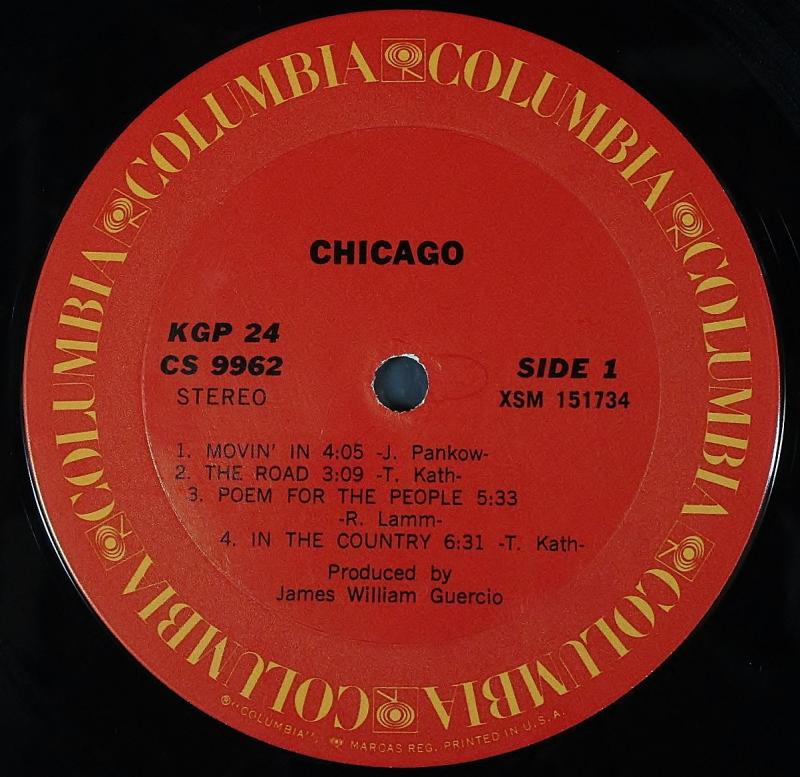 COLUMBIA COLUMBIA COLUMBIA COLUMBIA COLUMBIA COLUMBIA
CHICAGO
KGP 24
CS 9962
STEREO
SIDE 1
XSM 151734
1. MOVIN' IN 4:05 -J. Pankow-
2. THE ROAD 3:09 -T. Kath-
3. POEM FOR THE PEOPLE 5:33
-R. Lamm-
4. IN THE COUNTRY 6:31 -T. Kath-
Produced by
James William Guercio
® "COLUMBIA", MARCAS REG. PRINTED IN U.S.A.